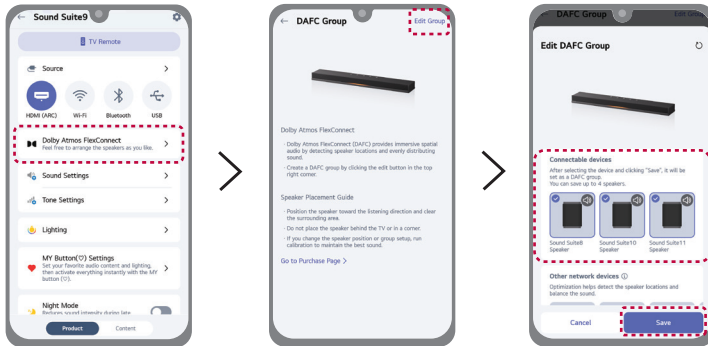 ← Sound Suite9
TV Remote
Source >
HDMI (ARC) Wi-Fi Bluetooth USB
Dolby Atmos FlexConnect >
Feel free to arrange the speakers as you like.
Sound Settings >
Tone Settings >
Lighting >
MY Button(♡) Settings >
Set your favorite audio content and lighting,
then activate everything instantly with the MY
button (♡).
Night Mode
Reduces sound intensity during late
Product Content
← DAFC Group Edit Group
Dolby Atmos FlexConnect
· Dolby Atmos FlexConnect (DAFC) provides immersive spatial
audio by detecting speaker locations and evenly distributing
sound.
· Create a DAFC group by clicking the edit button in the top
right corner.
Speaker Placement Guide
· Position the speaker toward the listening direction and clear
the surrounding area.
· Do not place the speaker behind the TV or in a corner.
· If you change the speaker position or group setup, run
calibration to maintain the best sound.
Go to Purchase Page >
← DAFC Group Edit Group
Edit DAFC Group
Connectable devices
After selecting the device and clicking "Save", it will be
set as a DAFC group.
You can save up to 4 speakers.
Sound Suite8 Sound Suite10 Sound Suite11
Speaker Speaker Speaker
Other network devices ⓘ
Optimization helps detect the speaker locations and
balance the sound.
Cancel Save